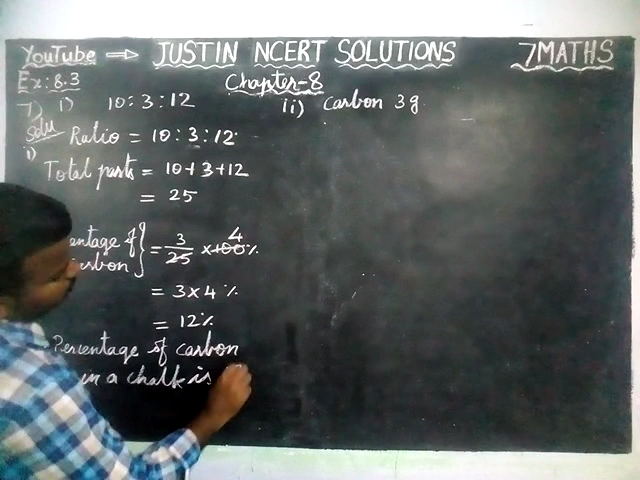 YouTube ⇒ JUSTIN NCERT SOLUTIONS 7MATHS
Ex: 8.3 Chapter-8
7) i) 10:3:12
ii) Carbon 3g
Solu
i) Ratio = 10:3:12
Total parts = 10+3+12
= 25
entage of carbon } = 3/25 × 100% 4
= 3×4%
= 12%
Percentage of carbon
in a chalk is